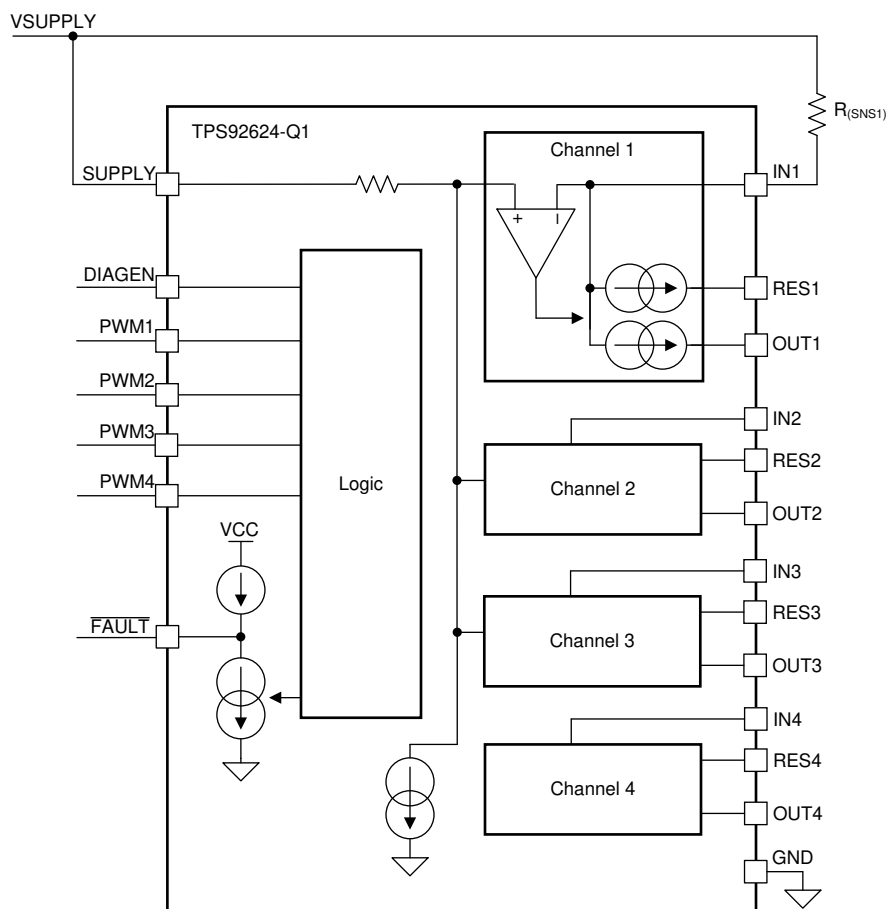 VSUPPLY
R(SNS1)
TPS92624-Q1
Channel 1
SUPPLY
IN1
+
–
DIAGEN
RES1
PWM1
OUT1
PWM2
IN2
PWM3
RES2
PWM4
Logic
Channel 2
OUT2
VCC
IN3
FAULT
RES3
Channel 3
OUT3
IN4
RES4
Channel 4
OUT4
GND